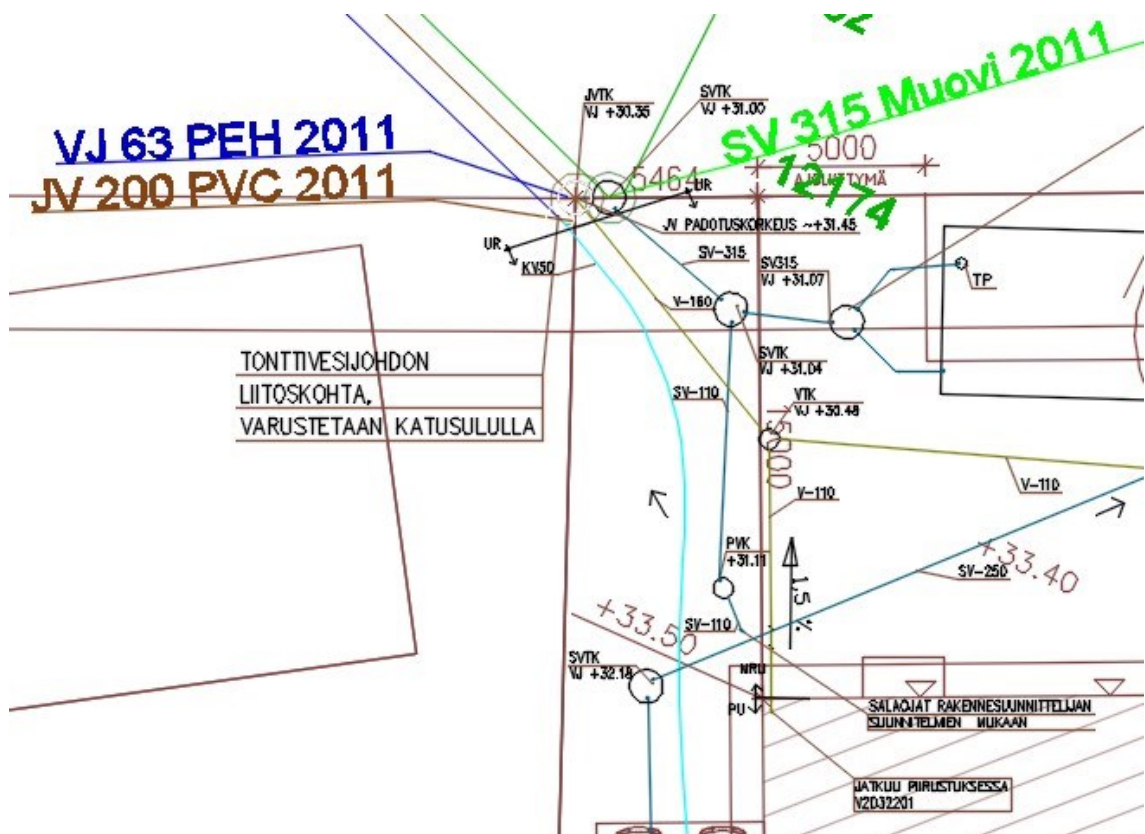 VJ 63 PEH 2011
JV 200 PVC 2011
JVTK
VJ +30.35
SVTK
VJ +31.00
SV 315 Muovi 2011
5464
5000
12174
UR
UR
JV PADOTUSKORKEUS ~+31.45
KV50
SV-315
SV315
VJ +31.07
TP
V-160
TONTTIVESIJOHDON
LIITOSKOHTA,
VARUSTETAAN KATUSULULLA
SVTK
VJ +31.04
SV-110
VTK
VJ +30.48
V-110
V-110
PVK
+31.11
1,5 %
SV-250
+33.40
+33.50
SV-110
SVTK
VJ +32.18
PU
SALAOJAT RAKENNESUUNNITTELIJAN
SUUNNITELMIEN MUKAAN
JATKUU PIIRUSTUKSESSA
V2032201